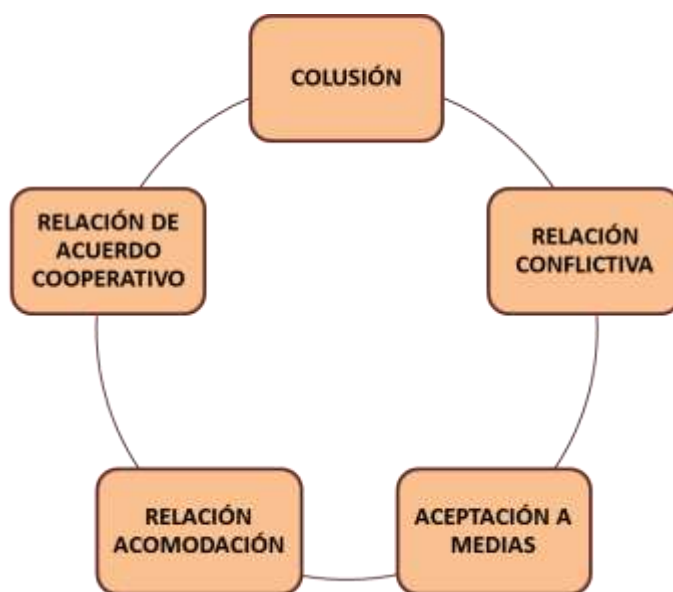 COLUSIÓN
RELACIÓN
CONFLICTIVA
ACEPTACIÓN A
MEDIAS
RELACIÓN
ACOMODACIÓN
RELACIÓN DE
ACUERDO
COOPERATIVO